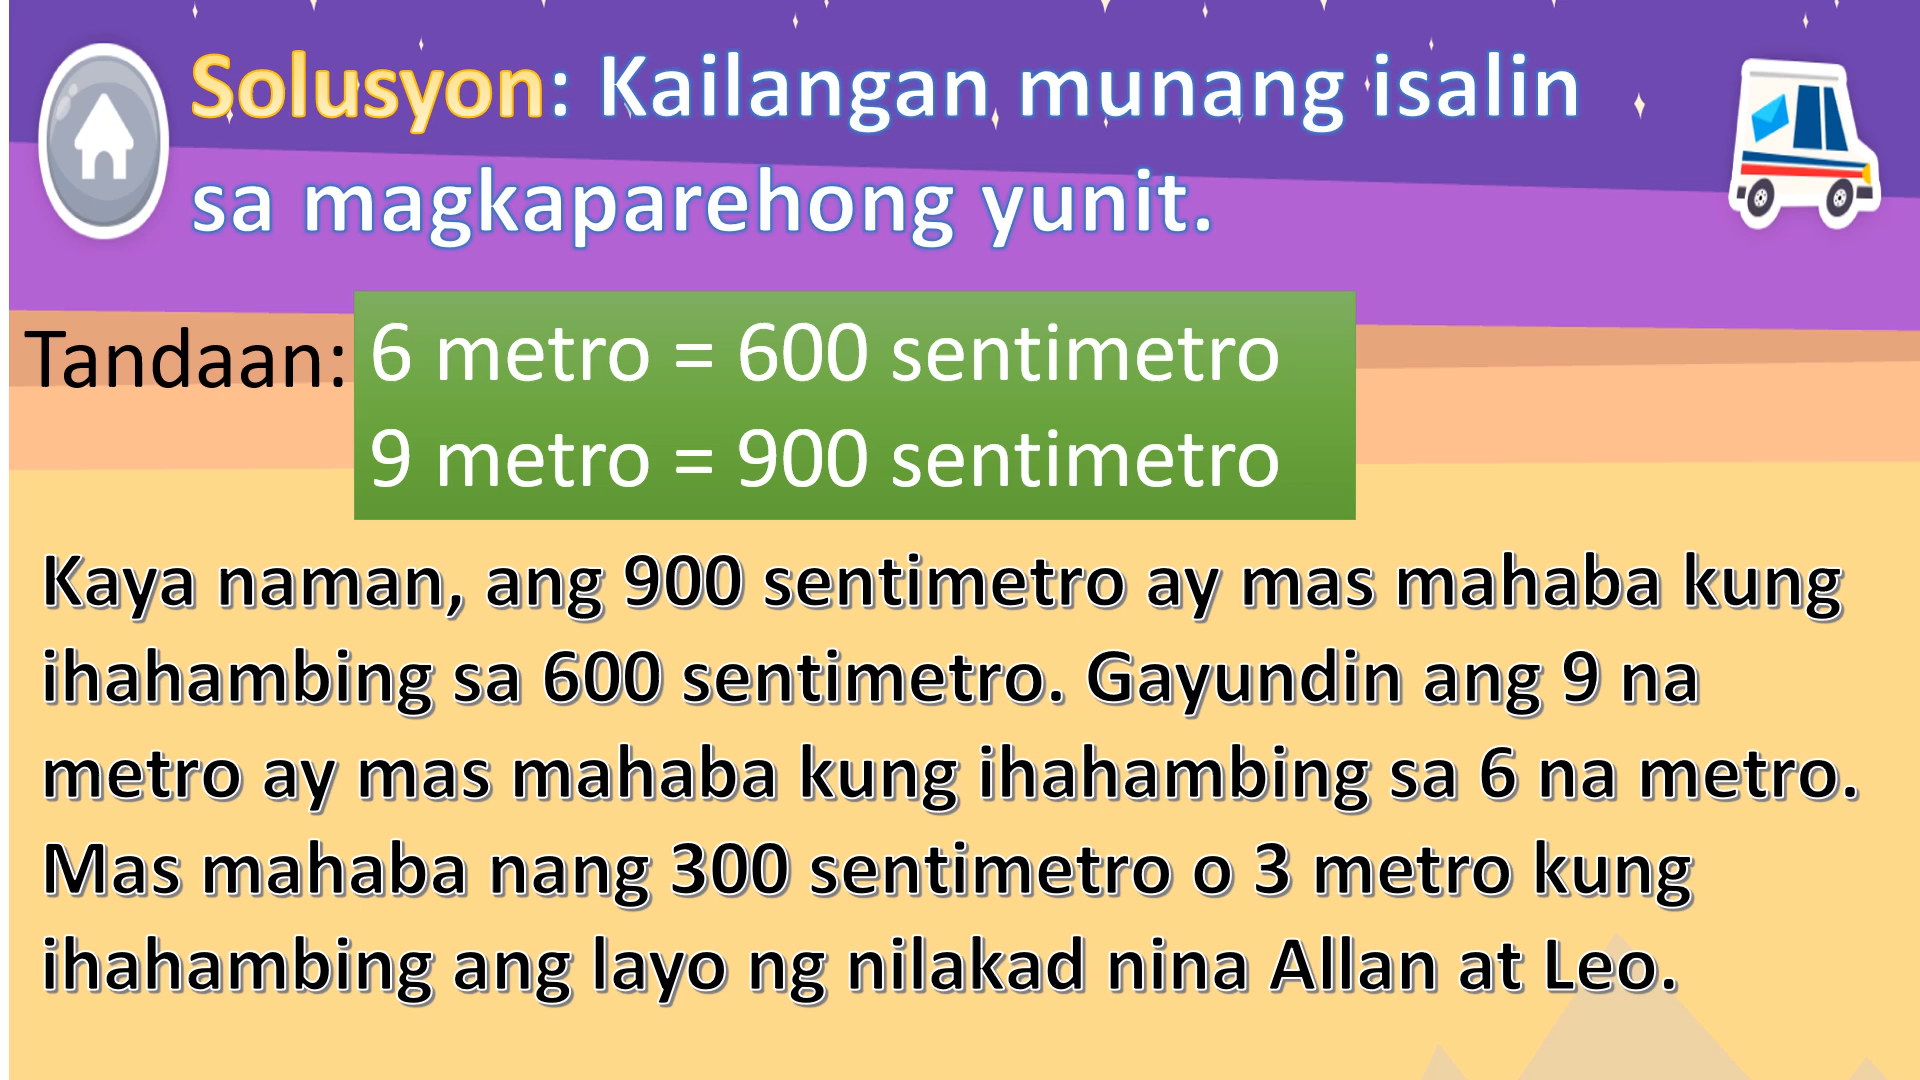 Solusyon: Kailangan munang isalin
sa magkaparehong yunit.
Tandaan:
6 metro = 600 sentimetro
9 metro = 900 sentimetro
Kaya naman, ang 900 sentimetro ay mas mahaba kung
ihahambing sa 600 sentimetro. Gayundin ang 9 na
metro ay mas mahaba kung ihahambing sa 6 na metro.
Mas mahaba nang 300 sentimetro o 3 metro kung
ihahambing ang layo ng nilakad nina Allan at Leo.